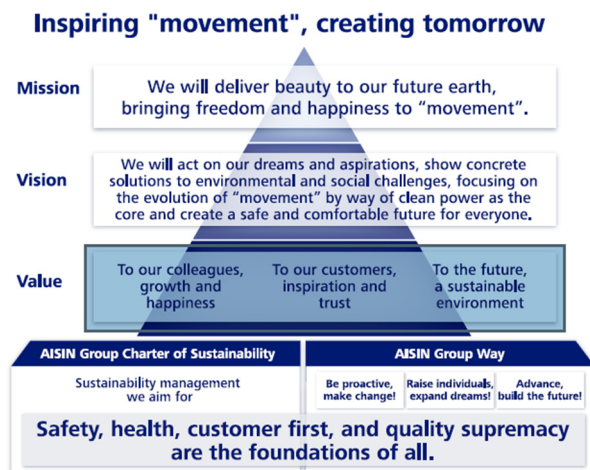 Inspiring "movement", creating tomorrow
Mission
We will deliver beauty to our future earth,
bringing freedom and happiness to “movement”.
Vision
We will act on our dreams and aspirations, show concrete
solutions to environmental and social challenges, focusing on
the evolution of “movement” by way of clean power as the
core and create a safe and comfortable future for everyone.
Value
To our colleagues,
growth and
happiness
To our customers,
inspiration and
trust
To the future,
a sustainable
environment
AISIN Group Charter of Sustainability
Sustainability management
we aim for
AISIN Group Way
Be proactive,
make change!
Raise individuals,
expand dreams!
Advance,
build the future!
Safety, health, customer first, and quality supremacy
are the foundations of all.